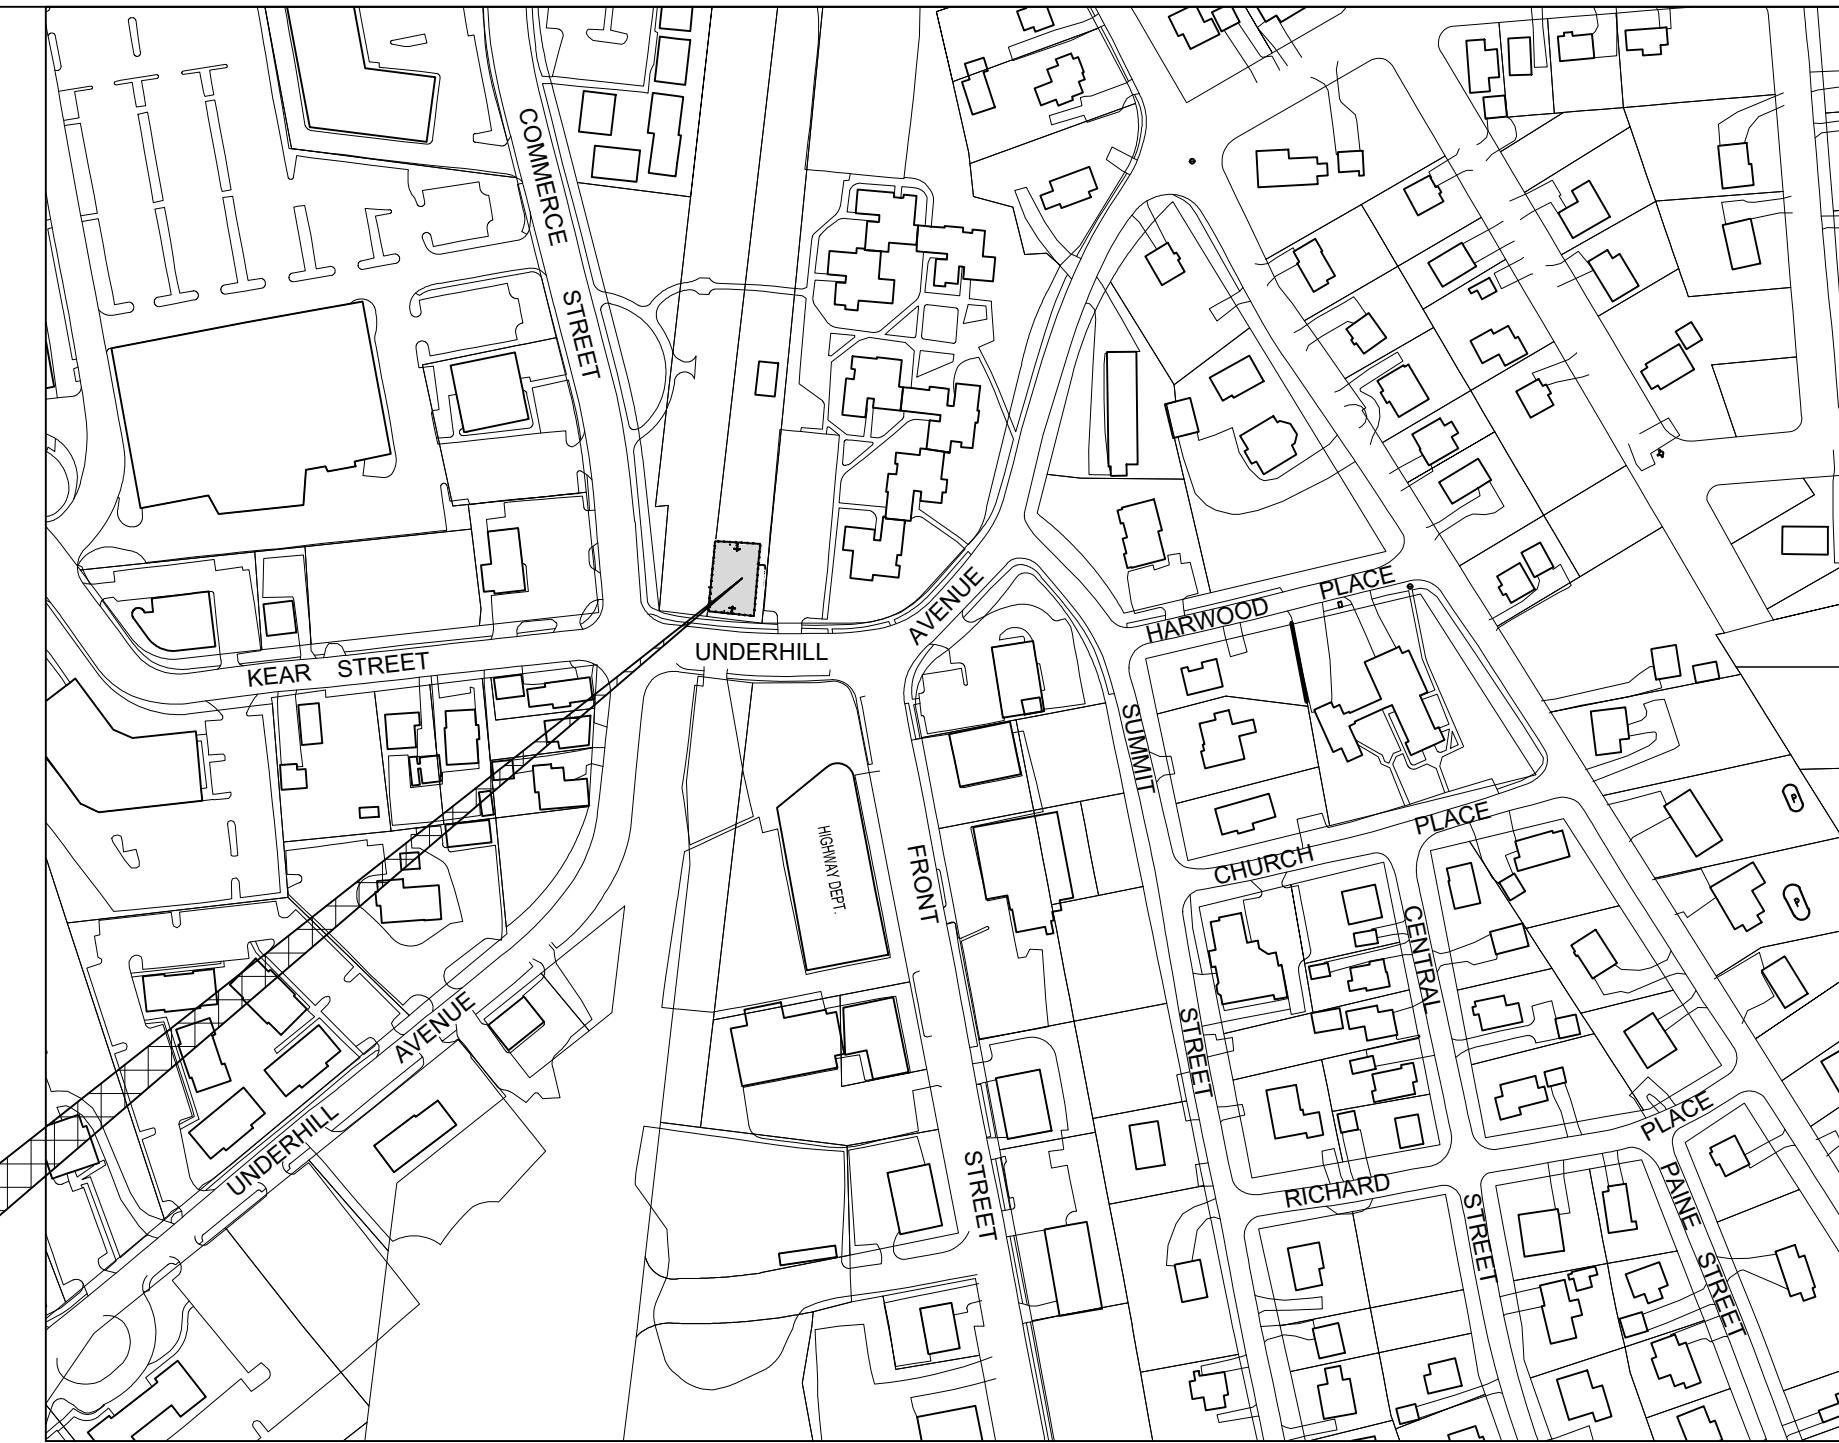 COMMERCE
STREET
HARWOOD
PLACE
AVENUE
UNDERHILL
KEAR STREET
SUMMIT
STREET
CHURCH
PLACE
FRONT
STREET
HIGHWAY DEPT.
CENTRAL
STREET
AVENUE
UNDERHILL
RICHARD
PLACE
PAINE
STREET
P
P